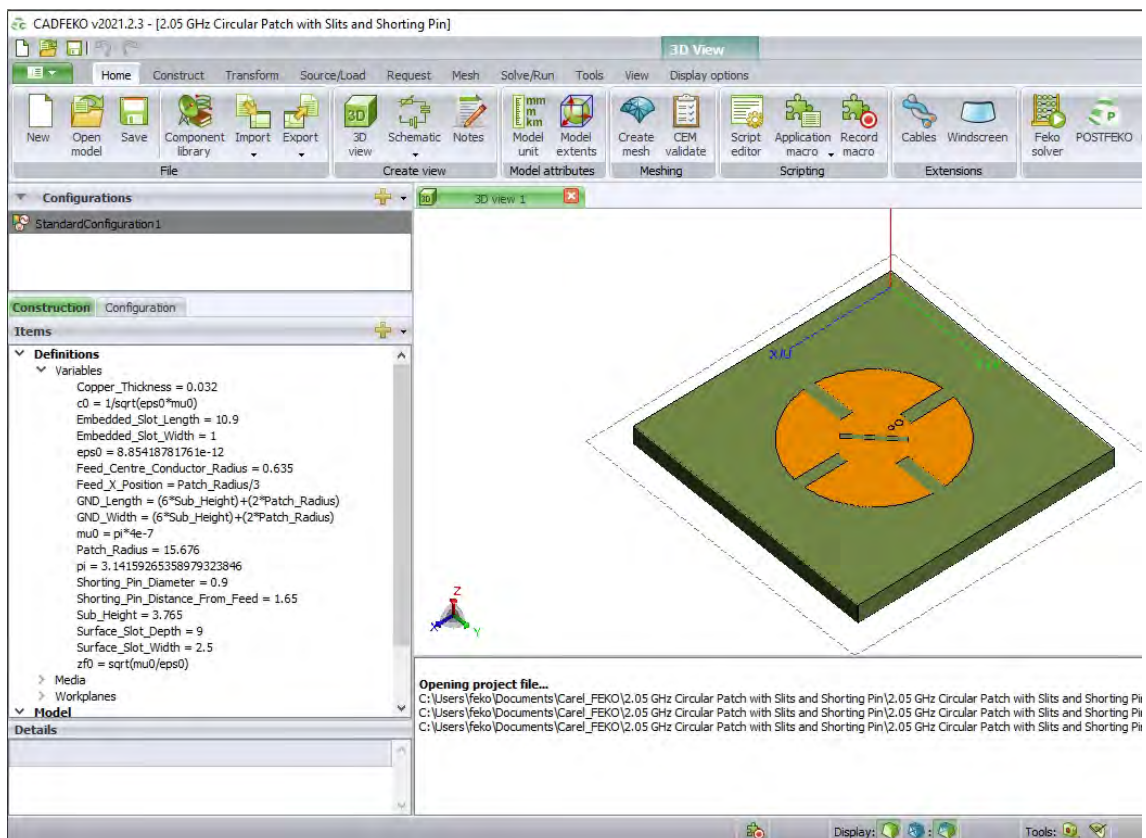 CADFEKO v2021.2.3 - [2.05 GHz Circular Patch with Slits and Shorting Pin]
3D View
Home Construct Transform Source/Load Request Mesh Solve/Run Tools View Display options
New Open model Save Component library Import Export 3D view Schematic Notes Model unit Model extents Create mesh CEM validate Script editor Application macro Record macro Cables Windscreen Feko solver POSTFEKO
File Create view Model attributes Meshing Scripting Extensions
Configurations
3D view 1
StandardConfiguration1
Construction Configuration
Items
Definitions
Variables
Copper_Thickness = 0.032
c0 = 1/sqrt(eps0*mu0)
Embedded_Slot_Length = 10.9
Embedded_Slot_Width = 1
eps0 = 8.85418781761e-12
Feed_Centre_Conductor_Radius = 0.635
Feed_X_Position = Patch_Radius/3
GND_Length = (6*Sub_Height)+(2*Patch_Radius)
GND_Width = (6*Sub_Height)+(2*Patch_Radius)
mu0 = pi*4e-7
Patch_Radius = 15.676
pi = 3.14159265358979323846
Shorting_Pin_Diameter = 0.9
Shorting_Pin_Distance_From_Feed = 1.65
Sub_Height = 3.765
Surface_Slot_Depth = 9
Surface_Slot_Width = 2.5
zf0 = sqrt(mu0/eps0)
Media
Workplanes
Model
Details
X/U
Z
X
Y
Opening project file...
C:\Users\feko\Documents\Carel_FEKO\2.05 GHz Circular Patch with Slits and Shorting Pin\2.05 GHz Circular Patch with Slits and Shorting Pi
C:\Users\feko\Documents\Carel_FEKO\2.05 GHz Circular Patch with Slits and Shorting Pin\2.05 GHz Circular Patch with Slits and Shorting Pi
C:\Users\feko\Documents\Carel_FEKO\2.05 GHz Circular Patch with Slits and Shorting Pin\2.05 GHz Circular Patch with Slits and Shorting Pin
Display: Tools: